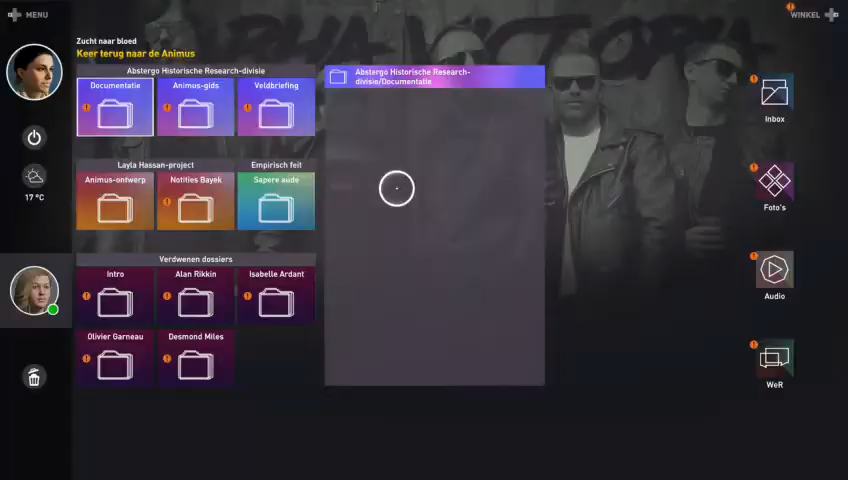 MENU
WINKEL
Zucht naar bloed
Keer terug naar de Animus
Abstergo Historische Research-divisie
Documentatie
Animus-gids
Veldbriefing
Abstergo Historische Research-
divisie/Documentatie
Layla Hassan-project
Empirisch feit
Animus-ontwerp
Notities Bayek
Sapere aude
17 °C
Verdwenen dossiers
Intro
Alan Rikkin
Isabelle Ardant
Olivier Garneau
Desmond Miles
Inbox
Foto's
Audio
WeR